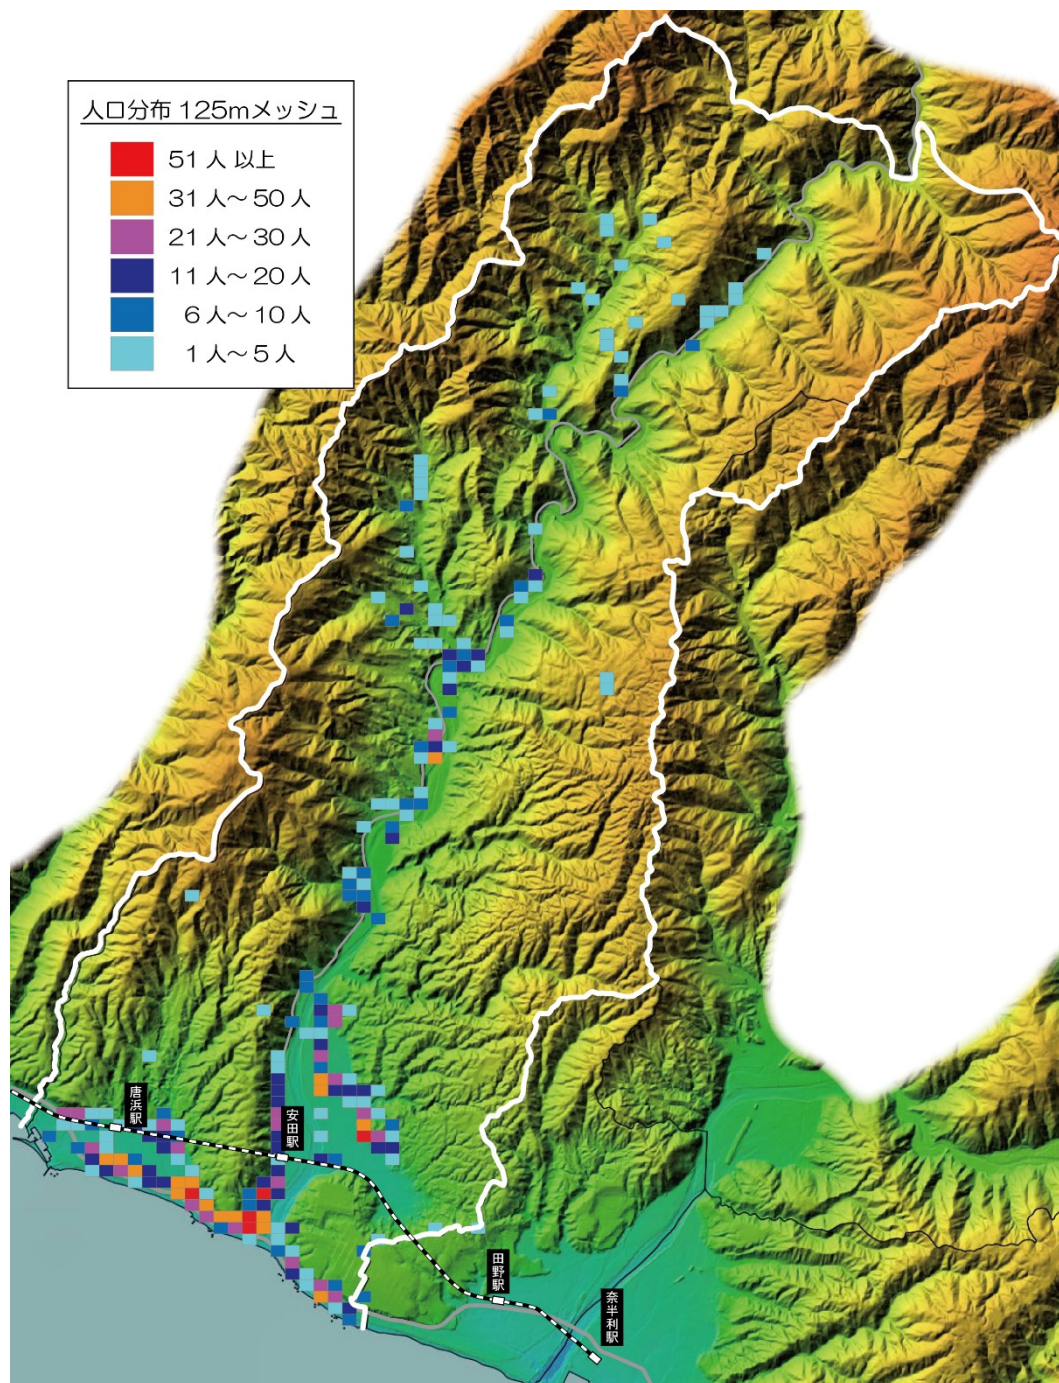 人口分布 125mメッシュ
51 人 以上
31 人～ 50 人
21 人～ 30 人
11 人～ 20 人
6 人～ 10 人
1 人～ 5 人
唐浜駅
安田駅
田野駅
奈半利駅